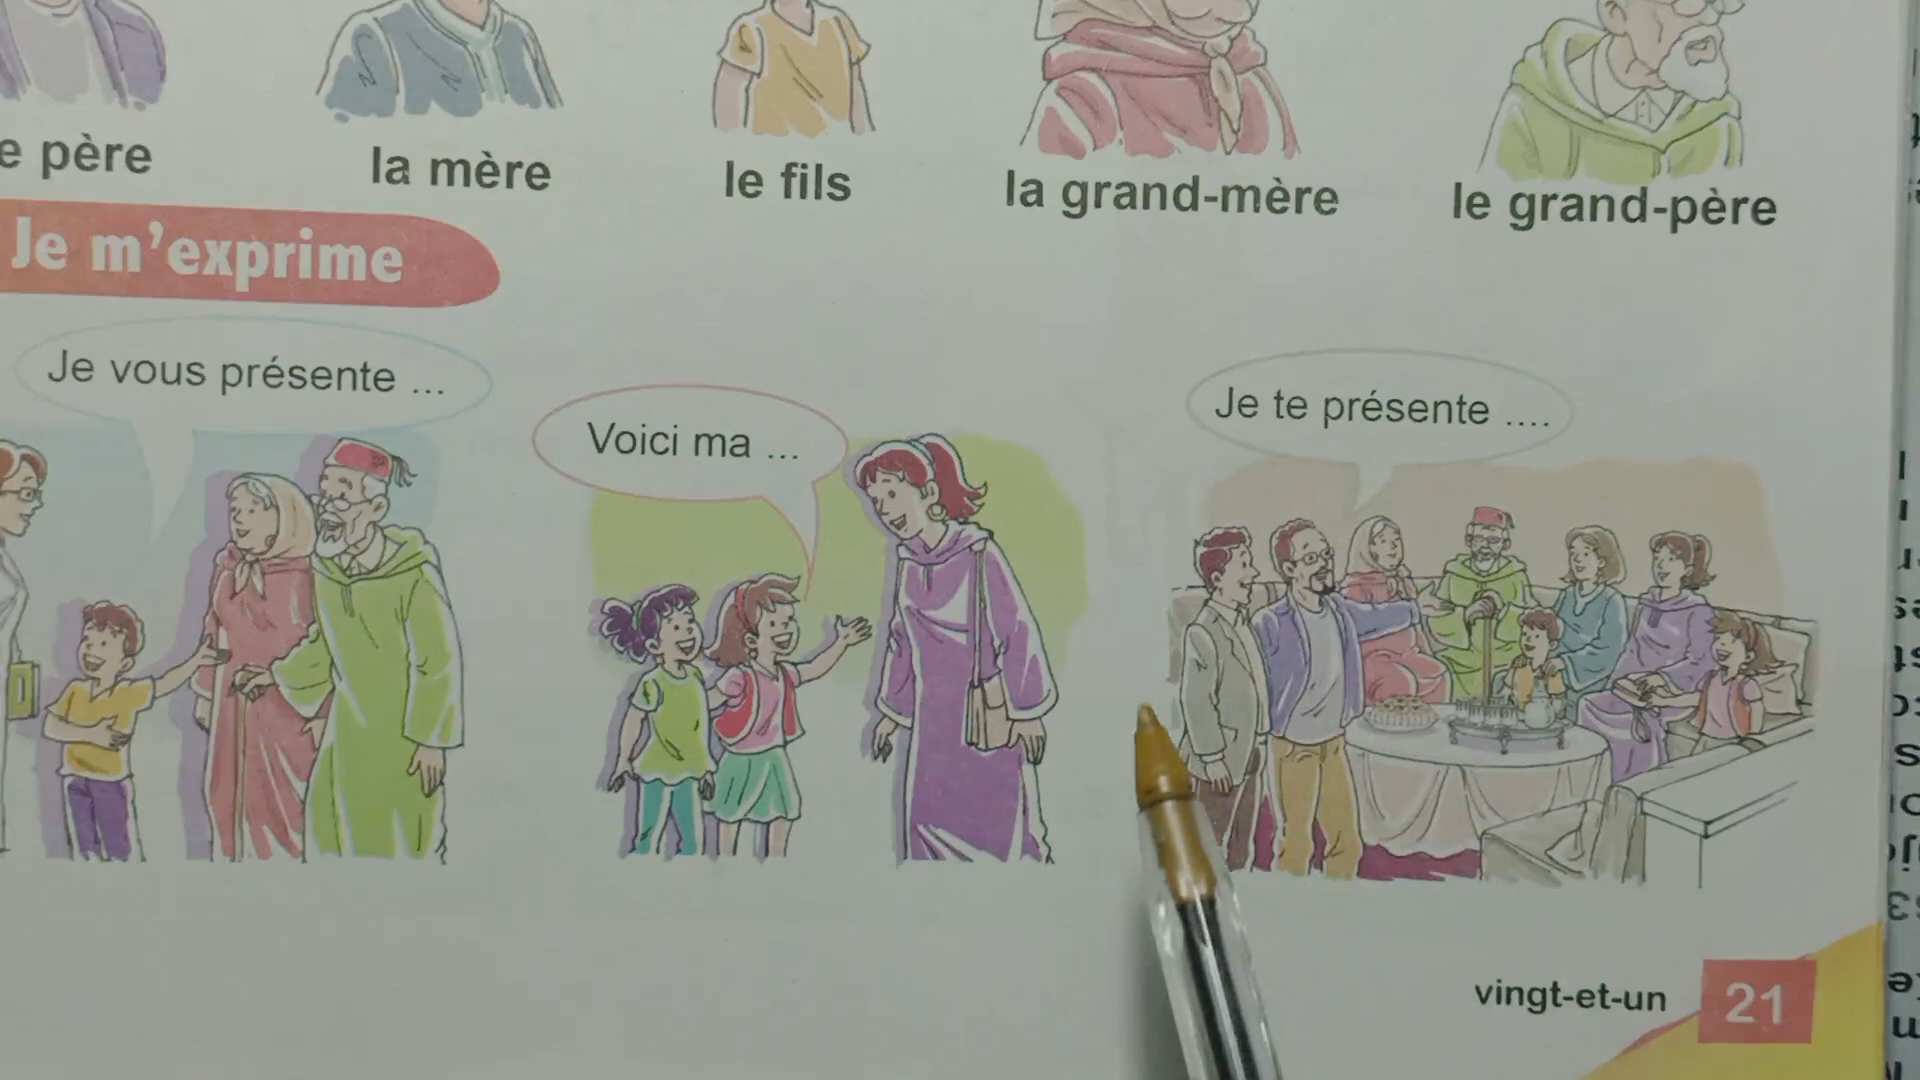 père
la mère
le fils
la grand-mère
le grand-père
Je m'exprime
Je vous présente ...
Voici ma ...
Je te présente ....
vingt-et-un
21